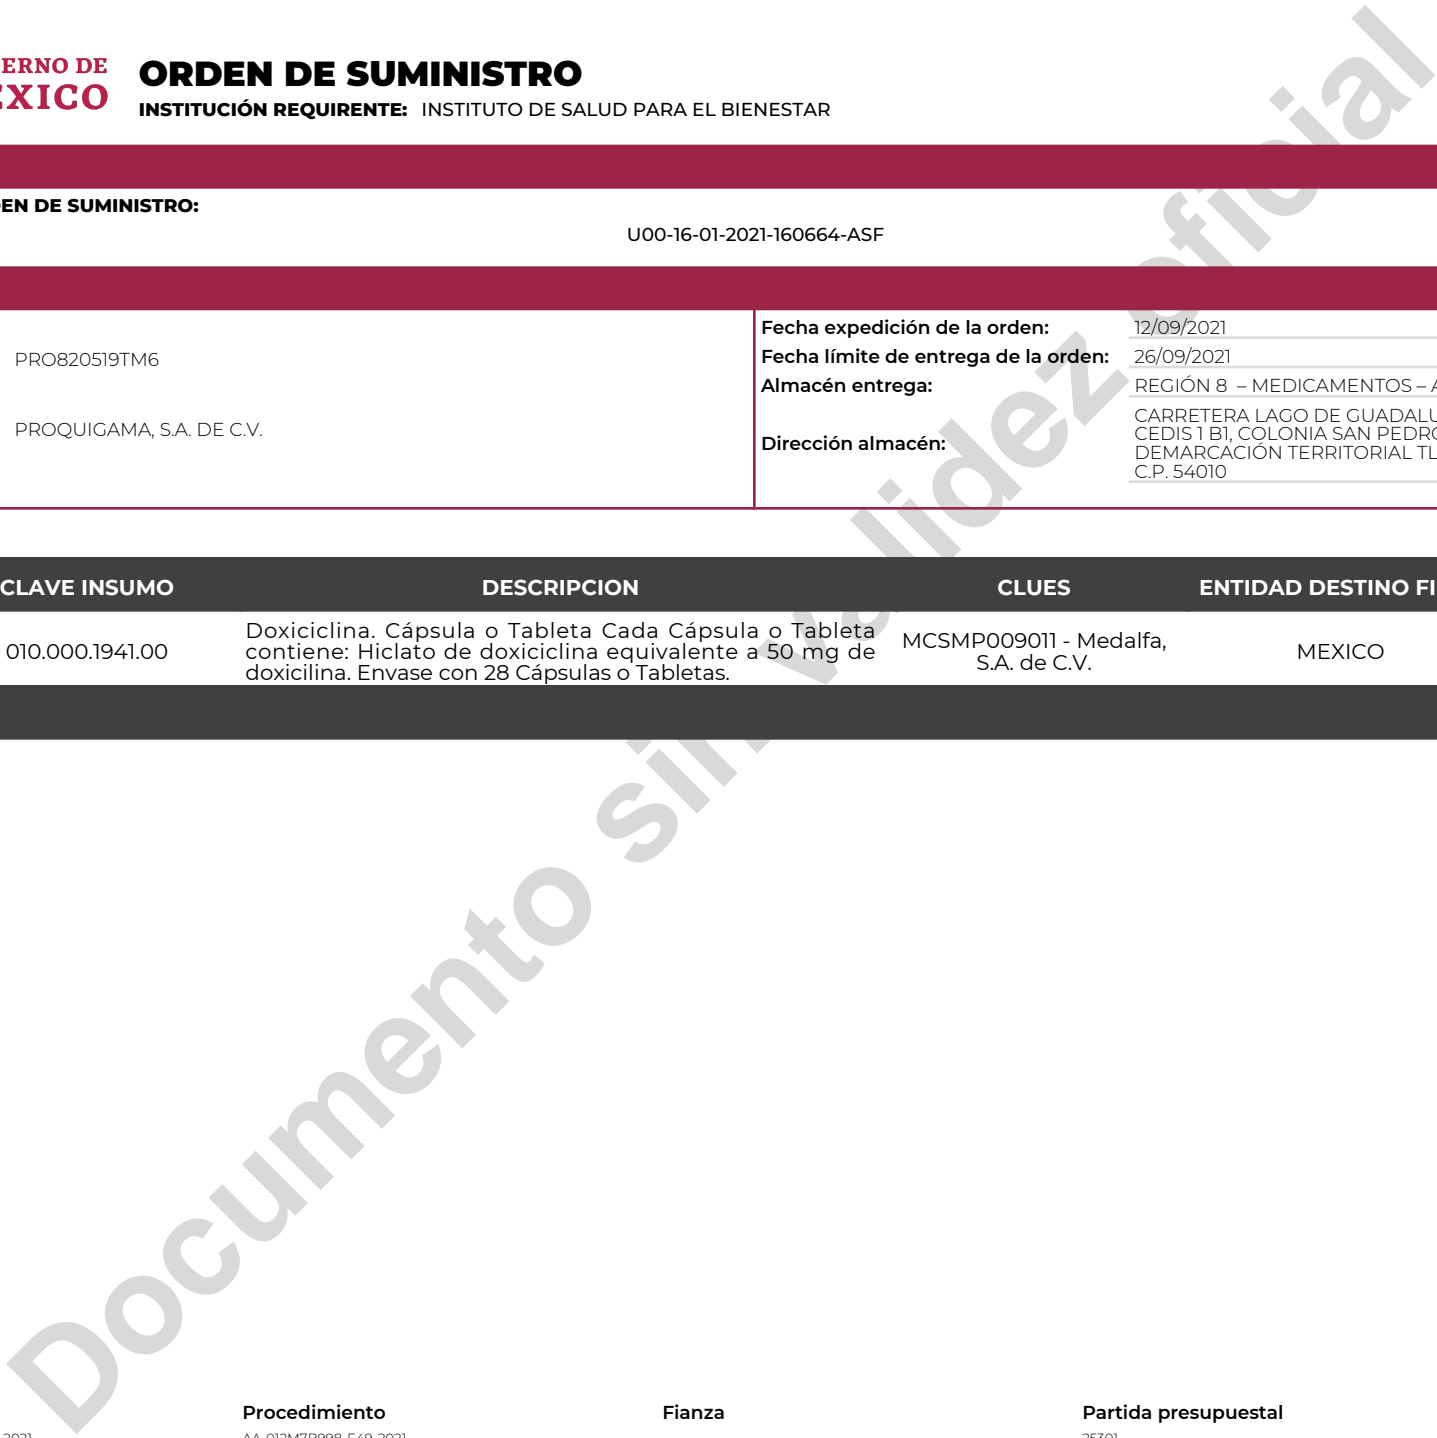 ERNO DE
EXICO
ORDEN DE SUMINISTRO
INSTITUCIÓN REQUIRENTE: INSTITUTO DE SALUD PARA EL BIENESTAR
EN DE SUMINISTRO:
U00-16-01-2021-160664-ASF
PRO820519TM6
PROQUIGAMA, S.A. DE C.V.
Fecha expedición de la orden: 12/09/2021
Fecha límite de entrega de la orden: 26/09/2021
Almacén entrega: REGIÓN 8 – MEDICAMENTOS – A
Dirección almacén:
CARRETERA LAGO DE GUADALU
CEDIS 1 B1, COLONIA SAN PEDRO
DEMARCACIÓN TERRITORIAL TL
C.P. 54010
CLAVE INSUMO DESCRIPCION CLUES ENTIDAD DESTINO FI
010.000.1941.00
Doxiciclina. Cápsula o Tableta Cada Cápsula o Tableta
contiene: Hiclato de doxiciclina equivalente a 50 mg de
doxicilina. Envase con 28 Cápsulas o Tabletas.
MCSMP009011 - Medalfa,
S.A. de C.V.
MEXICO
Documento sin validez oficial
Procedimiento Fianza Partida presupuestal
2021 25301